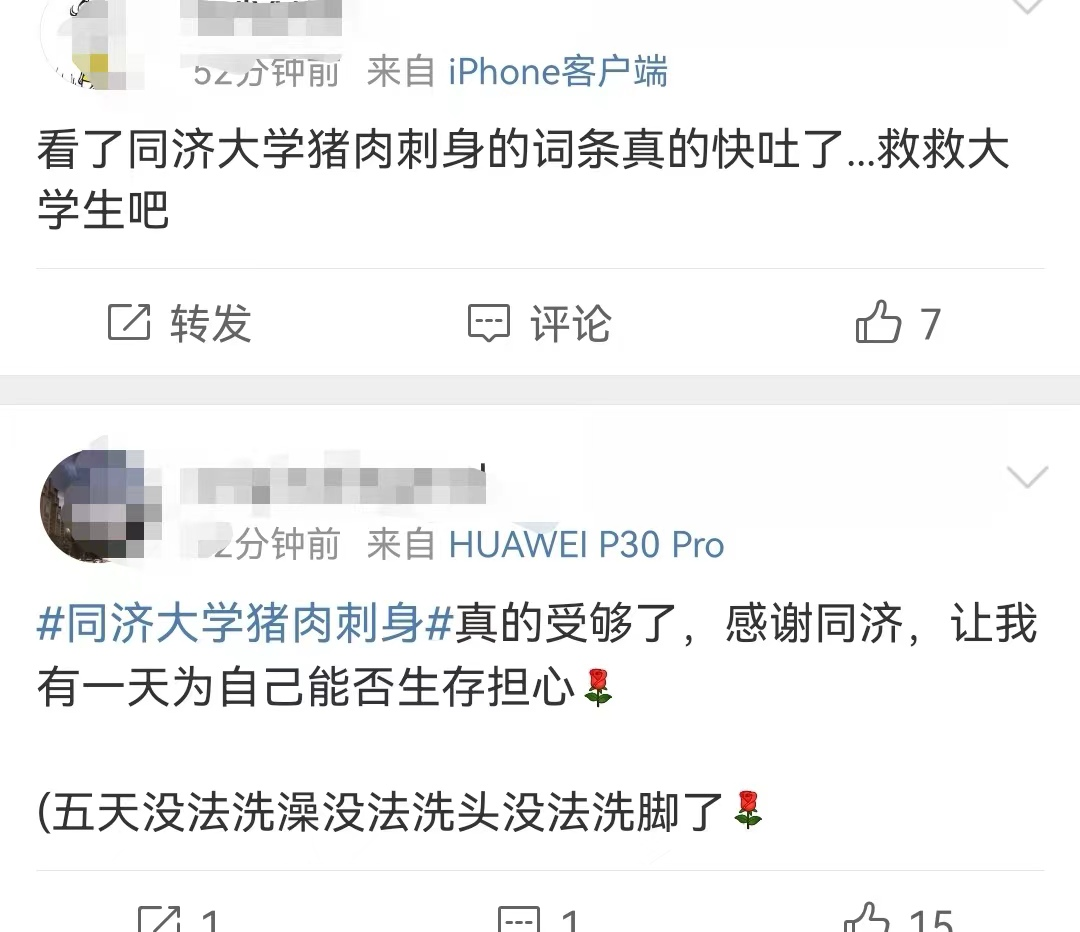 52分钟前 来自 iPhone客户端
看了同济大学猪肉刺身的词条真的快吐了...救救大
学生吧
转发 评论 7
2分钟前 来自 HUAWEI P30 Pro
#同济大学猪肉刺身#真的受够了，感谢同济，让我
有一天为自己能否生存担心🌹
(五天没法洗澡没法洗头没法洗脚了🌹
1 1 15